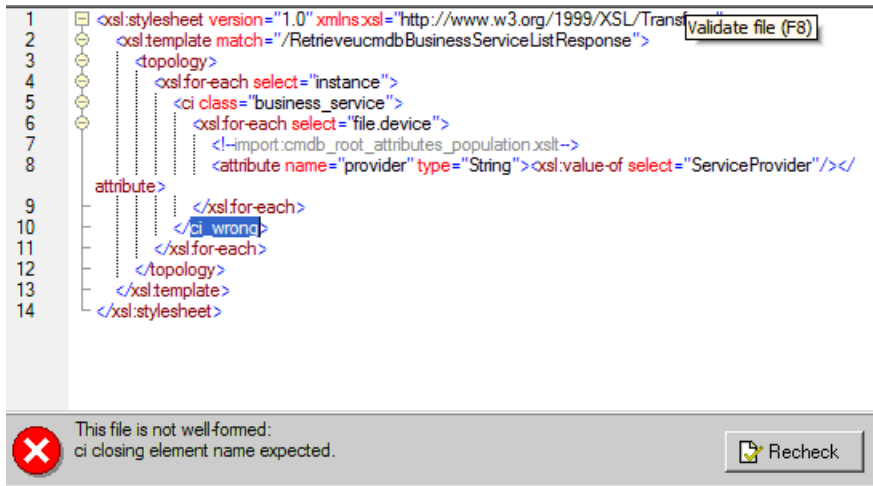 1 <xsl:stylesheet version="1.0" xmlns:xsl="http://www.w3.org/1999/XSL/Transf
Validate file (F8)
2 <xsl:template match="/RetrieveucmdbBusinessServiceListResponse">
3 <topology>
4 <xsl:for-each select="instance">
5 <ci class="business_service">
6 <xsl:for-each select="file.device">
7 <!--import:cmdb_root_attributes_population.xslt-->
8 <attribute name="provider" type="String"><xsl:value-of select="ServiceProvider"/></
attribute>
9 </xsl:for-each>
10 </ci_wrong>
11 </xsl:for-each>
12 </topology>
13 </xsl:template>
14 </xsl:stylesheet>
This file is not well-formed:
ci closing element name expected.
Recheck